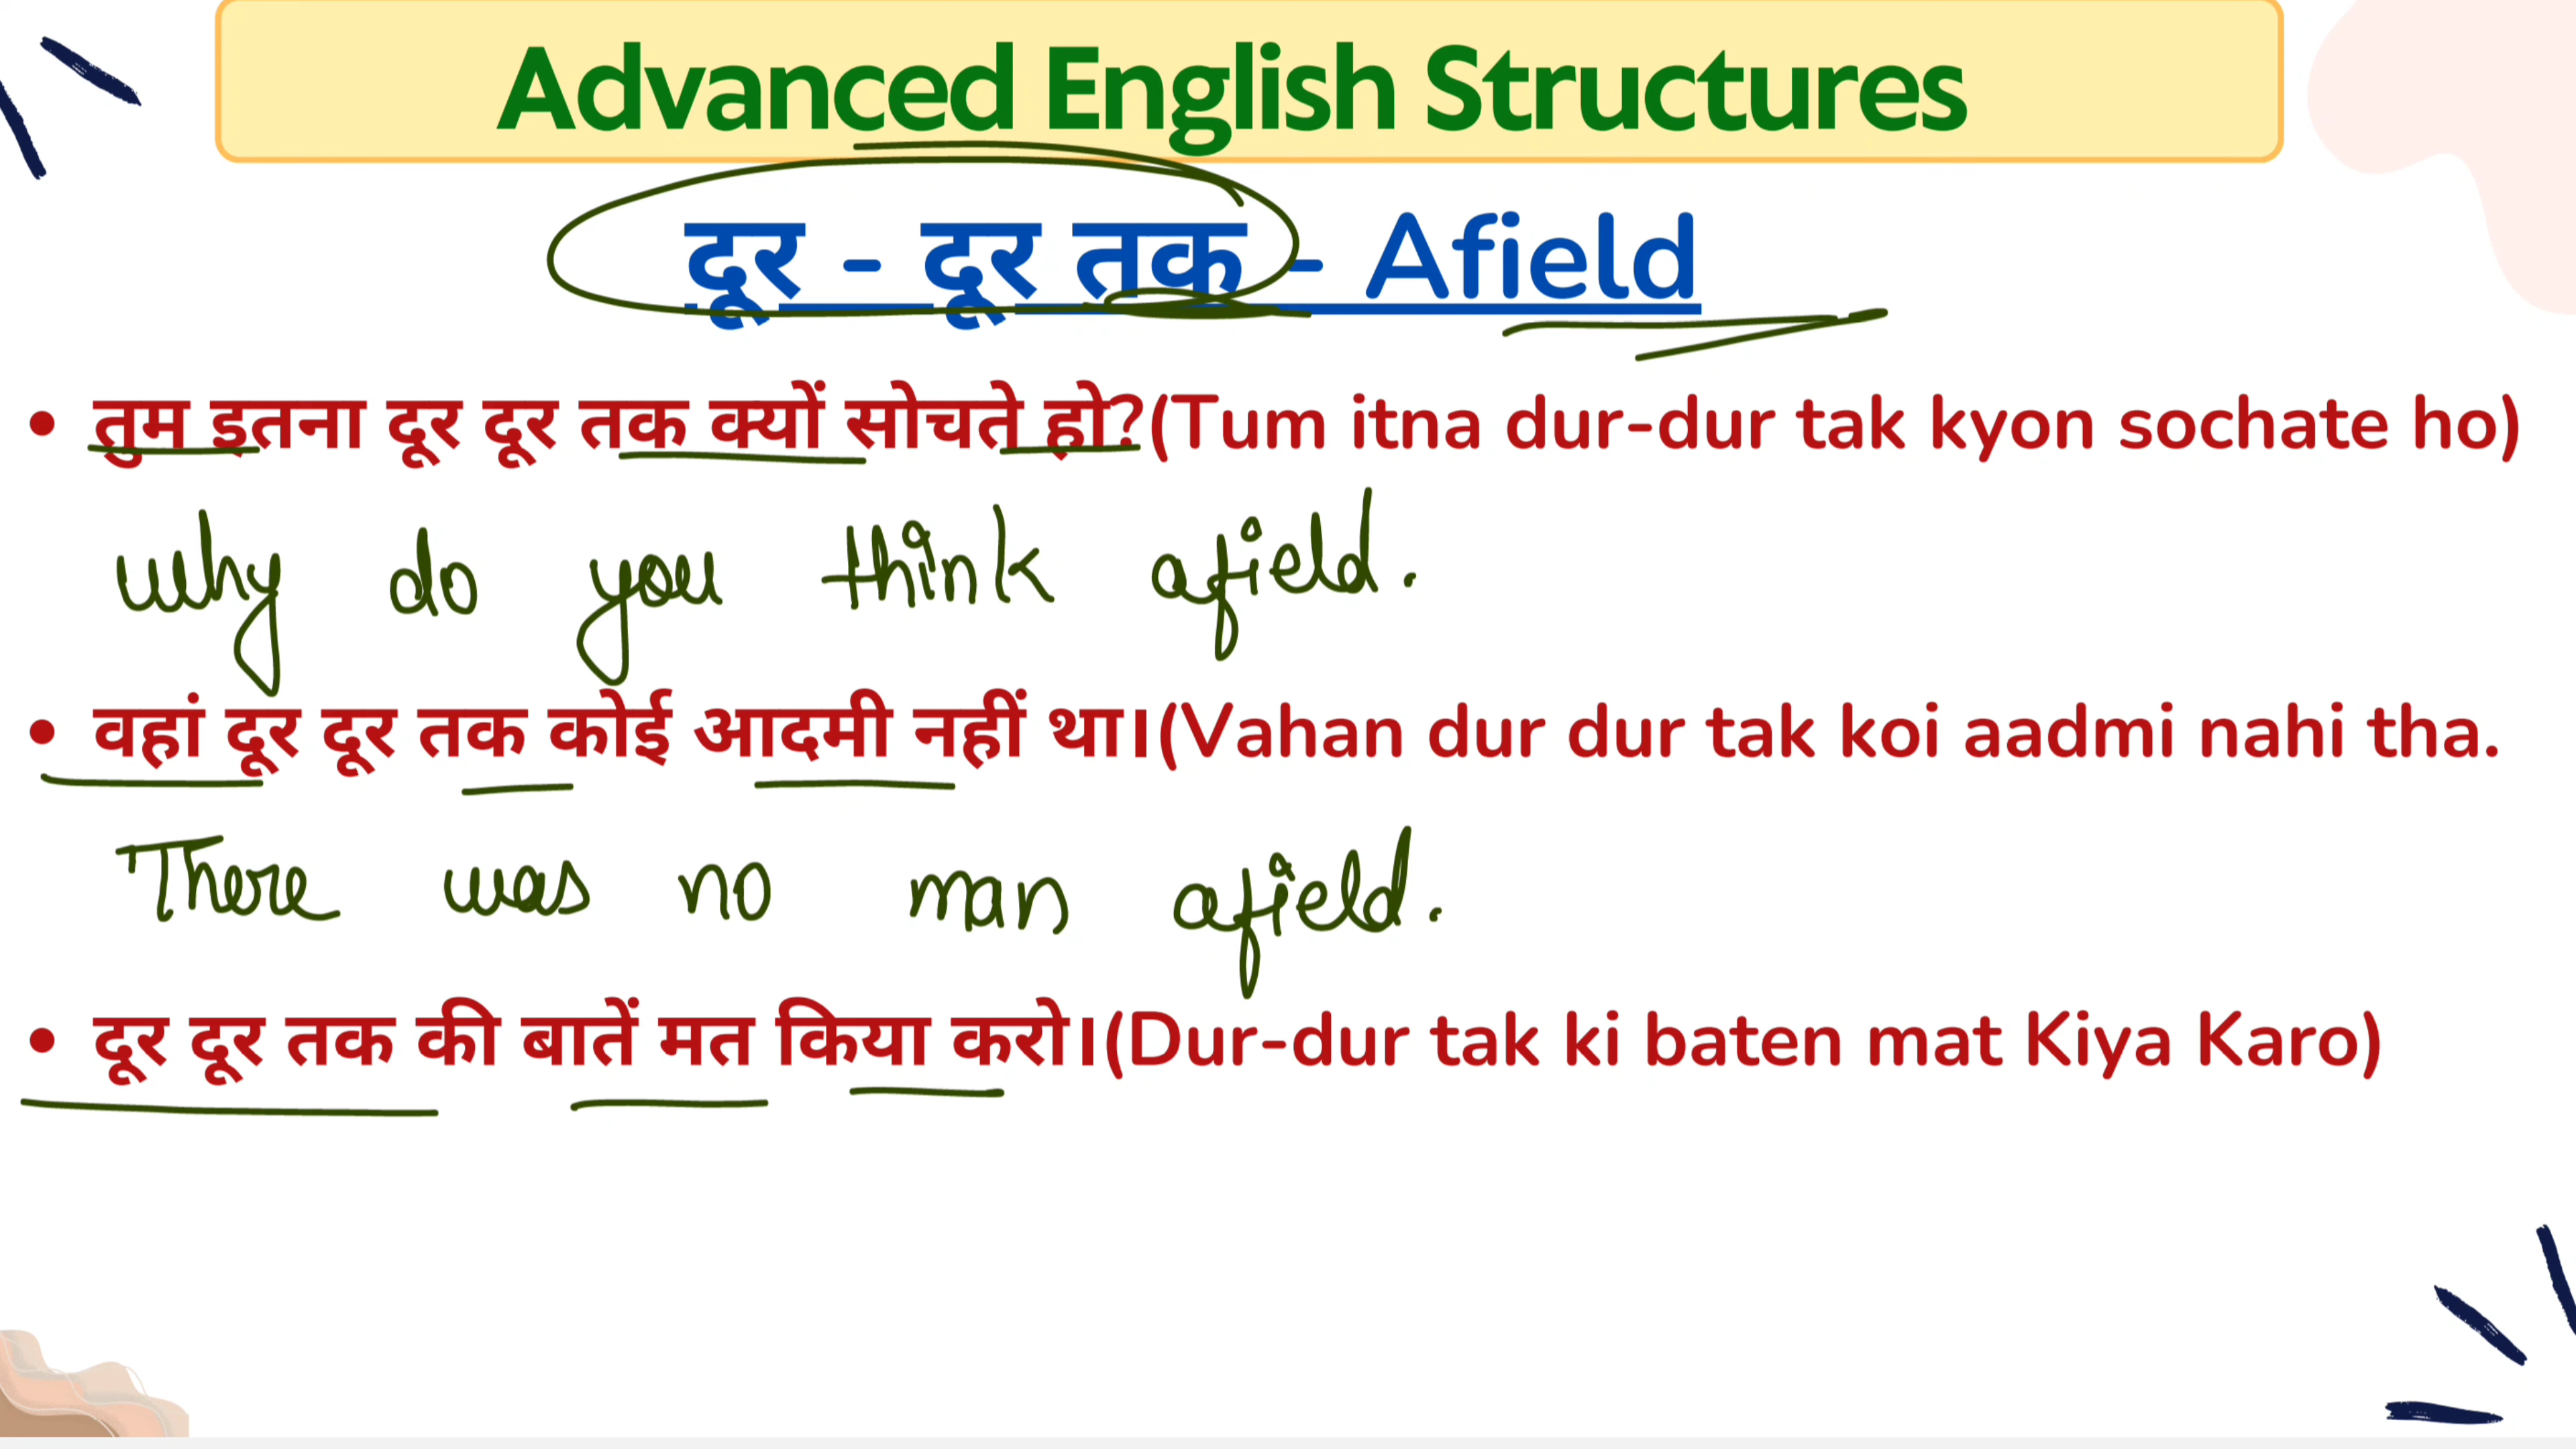 Advanced English Structures
दूर - दूर तक - Afield
• तुम इतना दूर दूर तक क्यों सोचते हो?(Tum itna dur-dur tak kyon sochate ho)
why do you think afield.
• वहां दूर दूर तक कोई आदमी नहीं था।(Vahan dur dur tak koi aadmi nahi tha.
There was no man afield.
• दूर दूर तक की बातें मत किया करो।(Dur-dur tak ki baten mat Kiya Karo)